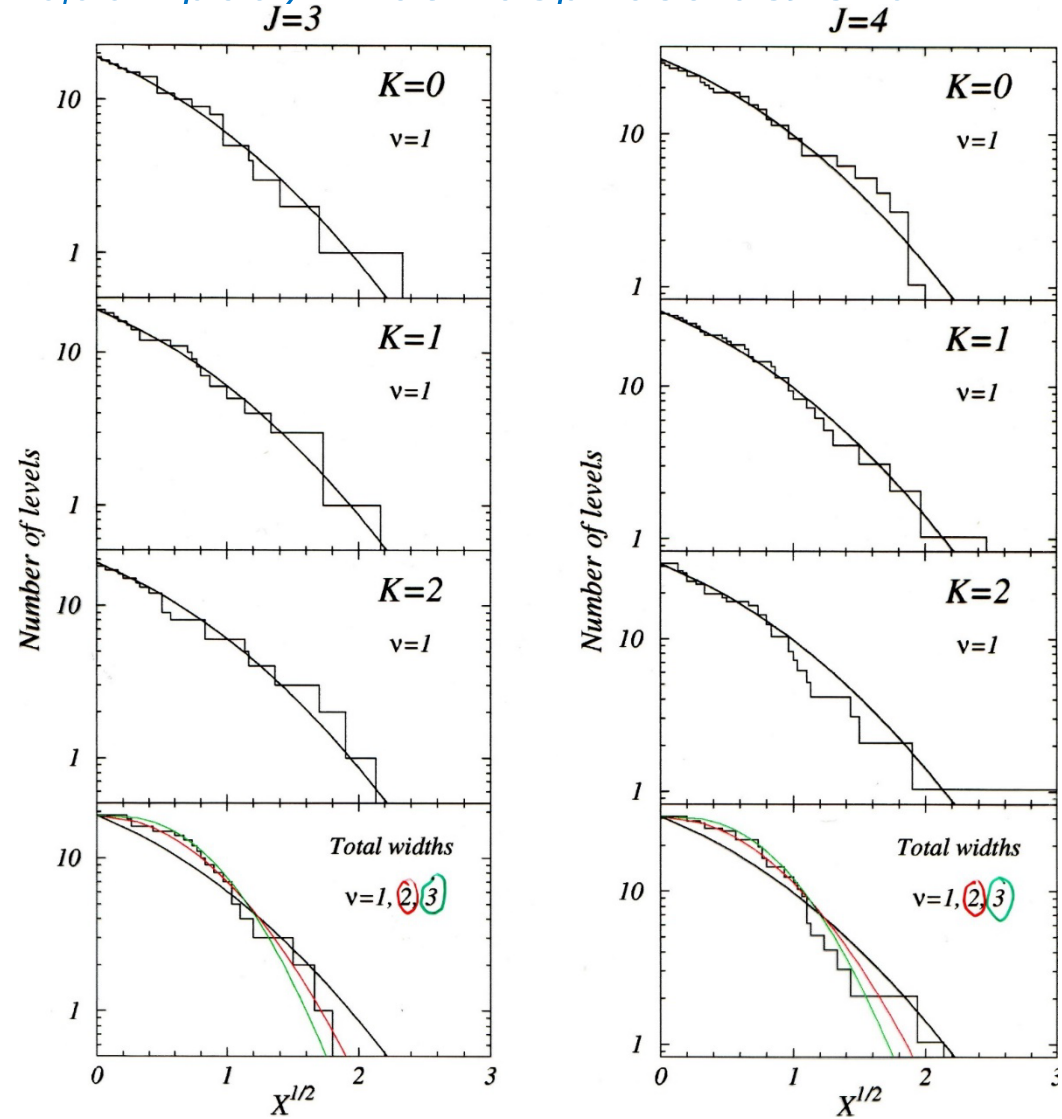 J=3
10
1
K=0
ν=1
10
1
K=1
ν=1
10
1
K=2
ν=1
10
1
Total widths
ν=1, 2, 3
Number of levels
0
1
2
3
X1/2
J=4
10
1
K=0
ν=1
10
1
K=1
ν=1
10
1
K=2
ν=1
10
1
Total widths
ν=1, 2, 3
Number of levels
0
1
2
3
X1/2